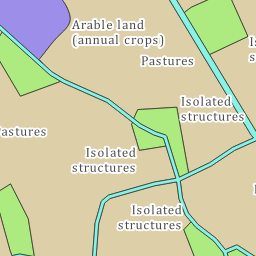 Arable land
(annual crops)
Pastures
Isolated
structures
Pastures
Isolated
structures
Isolated
structures